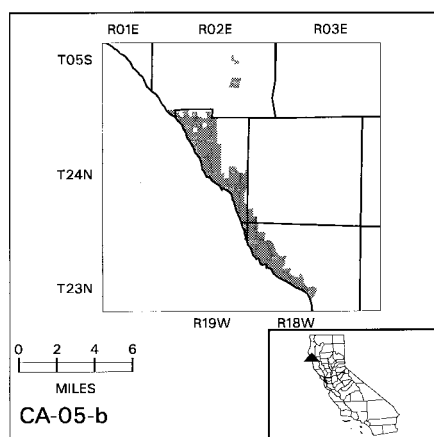 R01E R02E R03E
T05S
T24N
T23N
R19W R18W
0 2 4 6
MILES
CA-05-b